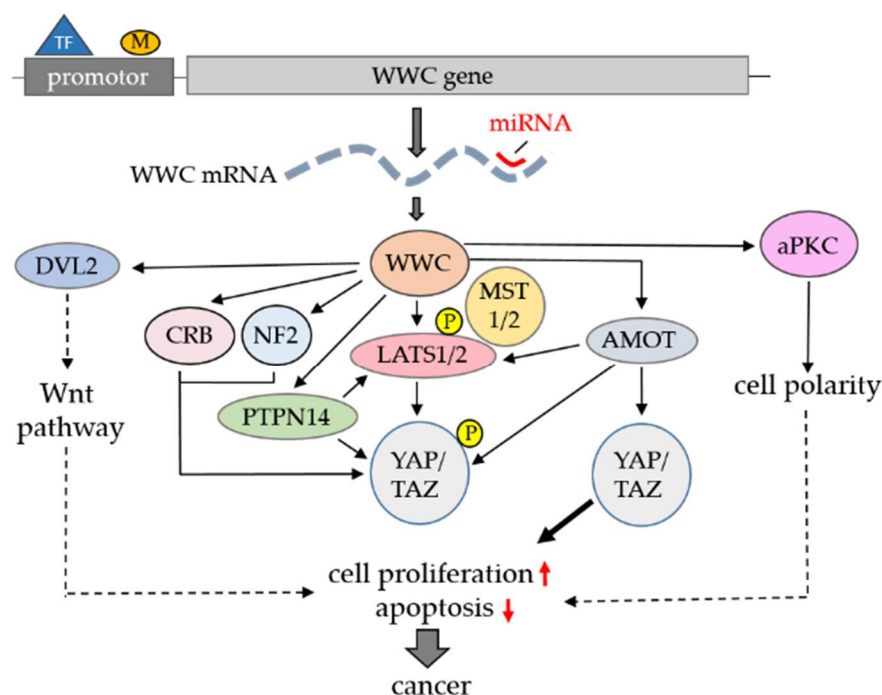 TF
M
promotor
WWC gene
miRNA
WWC mRNA
WWC
aPKC
DVL2
MST
1/2
P
CRB
NF2
LATS1/2
AMOT
cell polarity
Wnt
pathway
PTPN14
P
YAP/
TAZ
YAP/
TAZ
cell proliferation
apoptosis
cancer